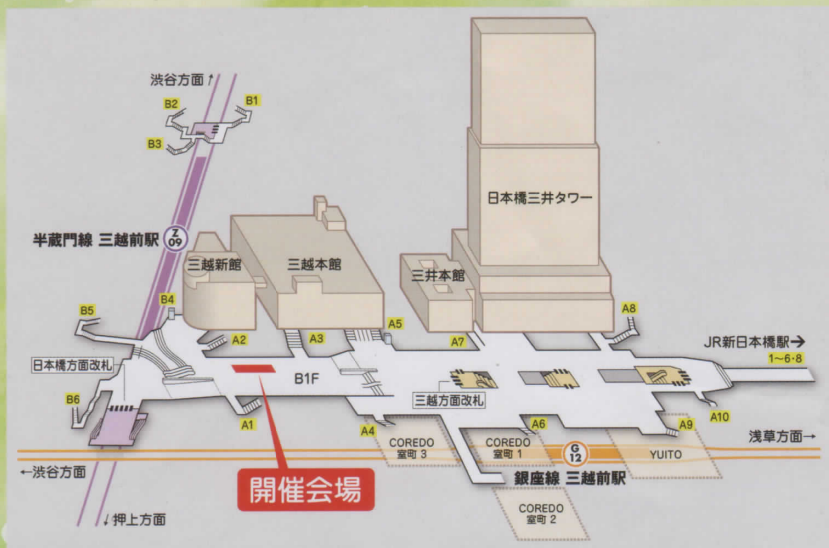 渋谷方面↑
B2
B1
B3
日本橋三井タワー
半蔵門線 三越前駅
Z
09
三越新館
三越本館
三井本館
B4
B5
A2
A3
A5
A7
A8
JR新日本橋駅→
1〜6・8
日本橋方面改札
B1F
三越方面改札
B6
A1
A4
A6
A9
A10
COREDO
室町 3
COREDO
室町 1
G
12
YUITO
浅草方面→
←渋谷方面
銀座線 三越前駅
開催会場
COREDO
室町 2
↓押上方面